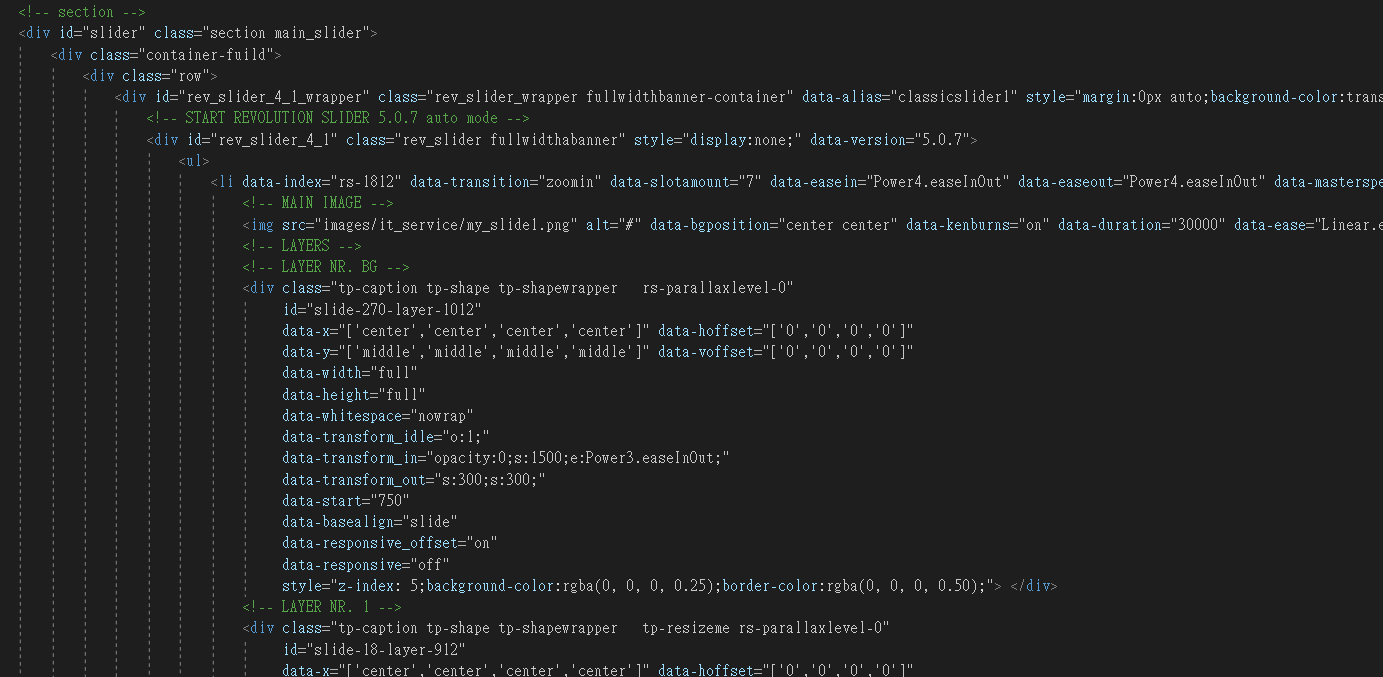 <!-- section -->
<div id="slider" class="section main_slider">
<div class="container-fuild">
<div class="row">
<div id="rev_slider_4_1_wrapper" class="rev_slider_wrapper fullwidthbanner-container" data-alias="classicslider1" style="margin:0px auto;background-color:trans
<!-- START REVOLUTION SLIDER 5.0.7 auto mode -->
<div id="rev_slider_4_1" class="rev_slider fullwidthabanner" style="display:none;" data-version="5.0.7">
<ul>
<li data-index="rs-1812" data-transition="zoomin" data-slotamount="7" data-easein="Power4.easeInOut" data-easeout="Power4.easeInOut" data-masterspe
<!-- MAIN IMAGE -->
<img src="images/it_service/my_slide1.png" alt="#" data-bgposition="center center" data-kenburns="on" data-duration="30000" data-ease="Linear.e
<!-- LAYERS -->
<!-- LAYER NR. BG -->
<div class="tp-caption tp-shape tp-shapewrapper   rs-parallaxlevel-0"
id="slide-270-layer-1012"
data-x="['center','center','center','center']" data-hoffset="['0','0','0','0']"
data-y="['middle','middle','middle','middle']" data-voffset="['0','0','0','0']"
data-width="full"
data-height="full"
data-whitespace="nowrap"
data-transform_idle="o:1;"
data-transform_in="opacity:0;s:1500;e:Power3.easeInOut;"
data-transform_out="s:300;s:300;"
data-start="750"
data-basealign="slide"
data-responsive_offset="on"
data-responsive="off"
style="z-index: 5;background-color:rgba(0, 0, 0, 0.25);border-color:rgba(0, 0, 0, 0.50);"> </div>
<!-- LAYER NR. 1 -->
<div class="tp-caption tp-shape tp-shapewrapper   tp-resizeme rs-parallaxlevel-0"
id="slide-18-layer-912"
data-x="['center','center','center','center']" data-hoffset="['0','0','0','0']"